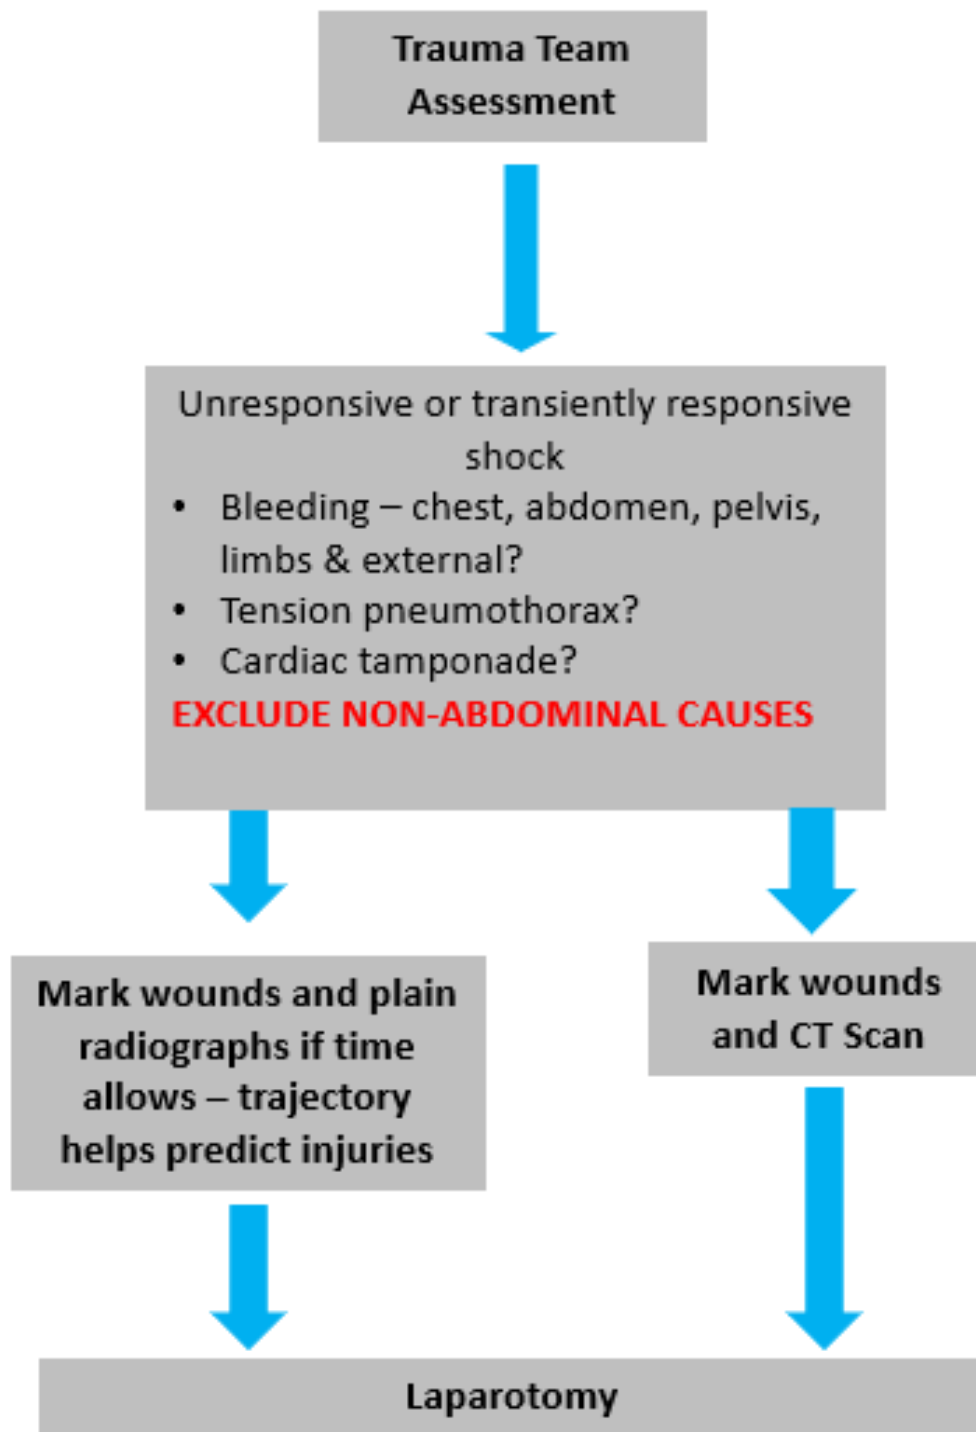 Trauma Team
Assessment
Unresponsive or transiently responsive
shock
• Bleeding – chest, abdomen, pelvis,
limbs & external?
• Tension pneumothorax?
• Cardiac tamponade?
EXCLUDE NON-ABDOMINAL CAUSES
Mark wounds and plain
radiographs if time
allows – trajectory
helps predict injuries
Mark wounds
and CT Scan
Laparotomy